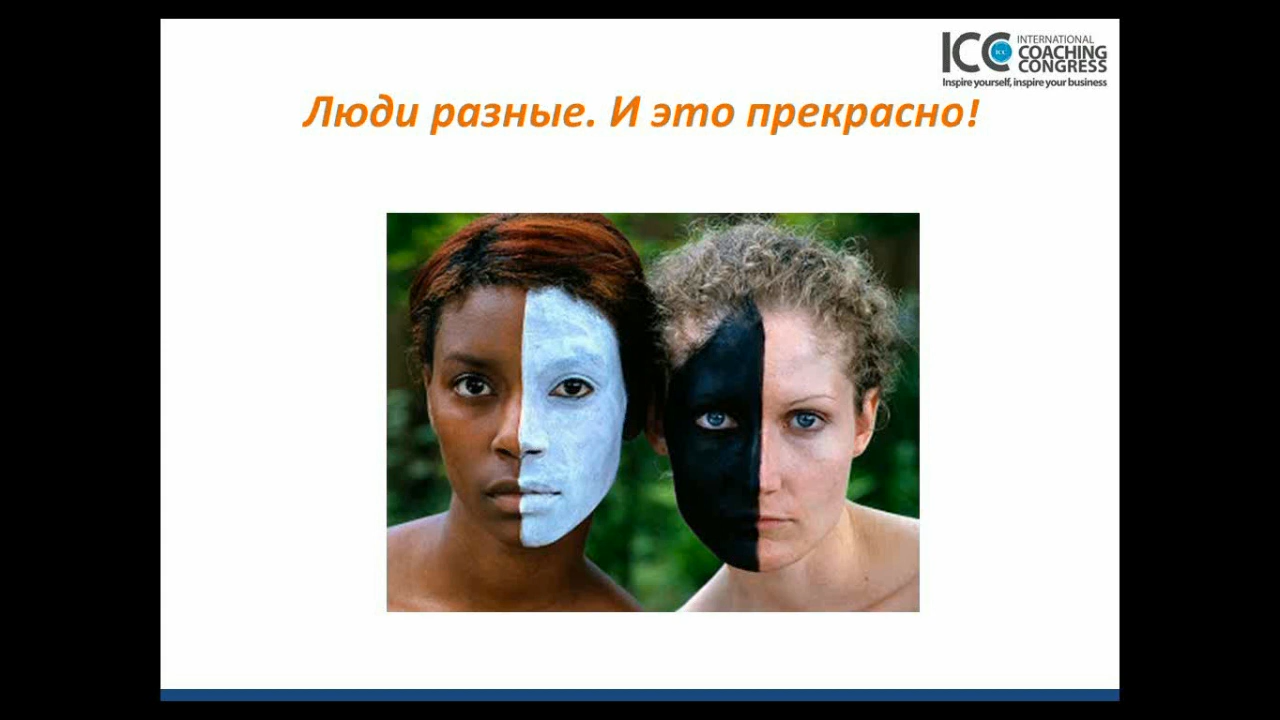 ICC INTERNATIONAL
COACHING
CONGRESS
Inspire yourself, inspire your business
Люди разные. И это прекрасно!